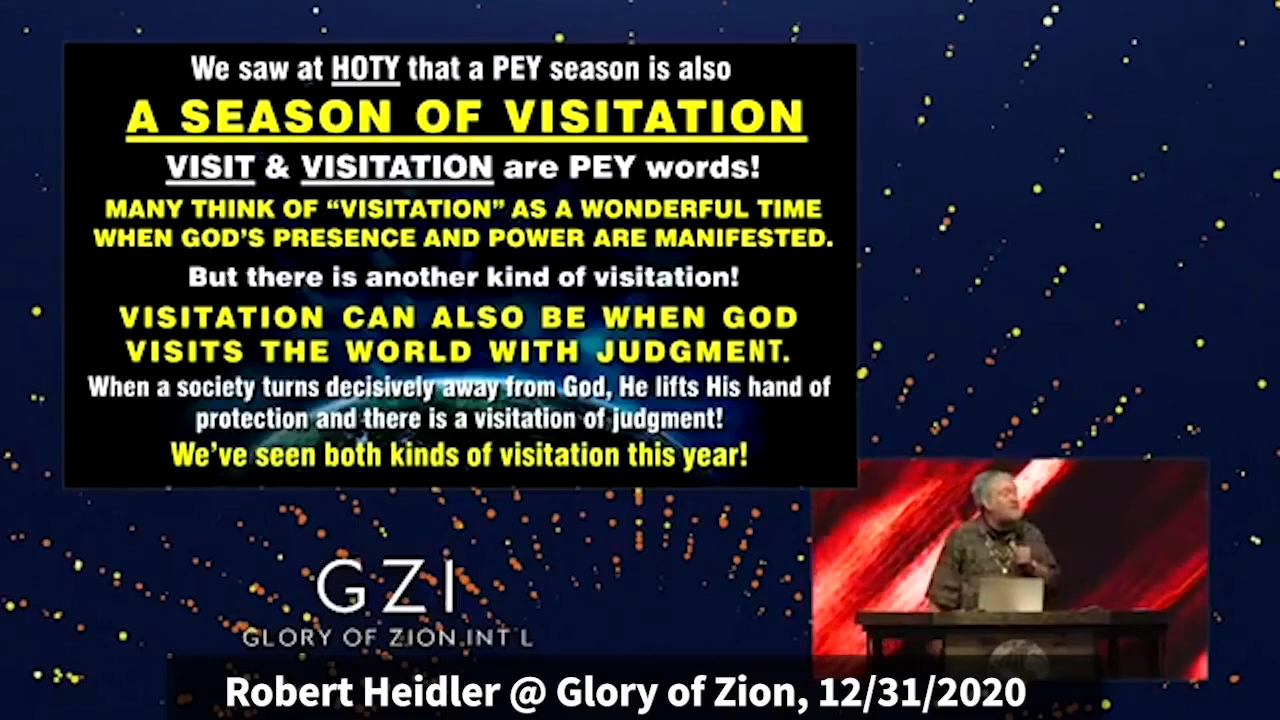 We saw at HOTY that a PEY season is also
A SEASON OF VISITATION
VISIT & VISITATION are PEY words!
MANY THINK OF “VISITATION” AS A WONDERFUL TIME
WHEN GOD’S PRESENCE AND POWER ARE MANIFESTED.
But there is another kind of visitation!
VISITATION CAN ALSO BE WHEN GOD
VISITS THE WORLD WITH JUDGMENT.
When a society turns decisively away from God, He lifts His hand of
protection and there is a visitation of judgment!
We’ve seen both kinds of visitation this year!
GZI
GLORY OF ZION INT'L
Robert Heidler @ Glory of Zion, 12/31/2020